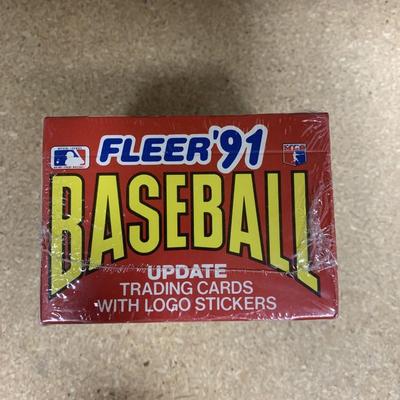 FLEER '91
BASEBALL
UPDATE
TRADING CARDS
WITH LOGO STICKERS